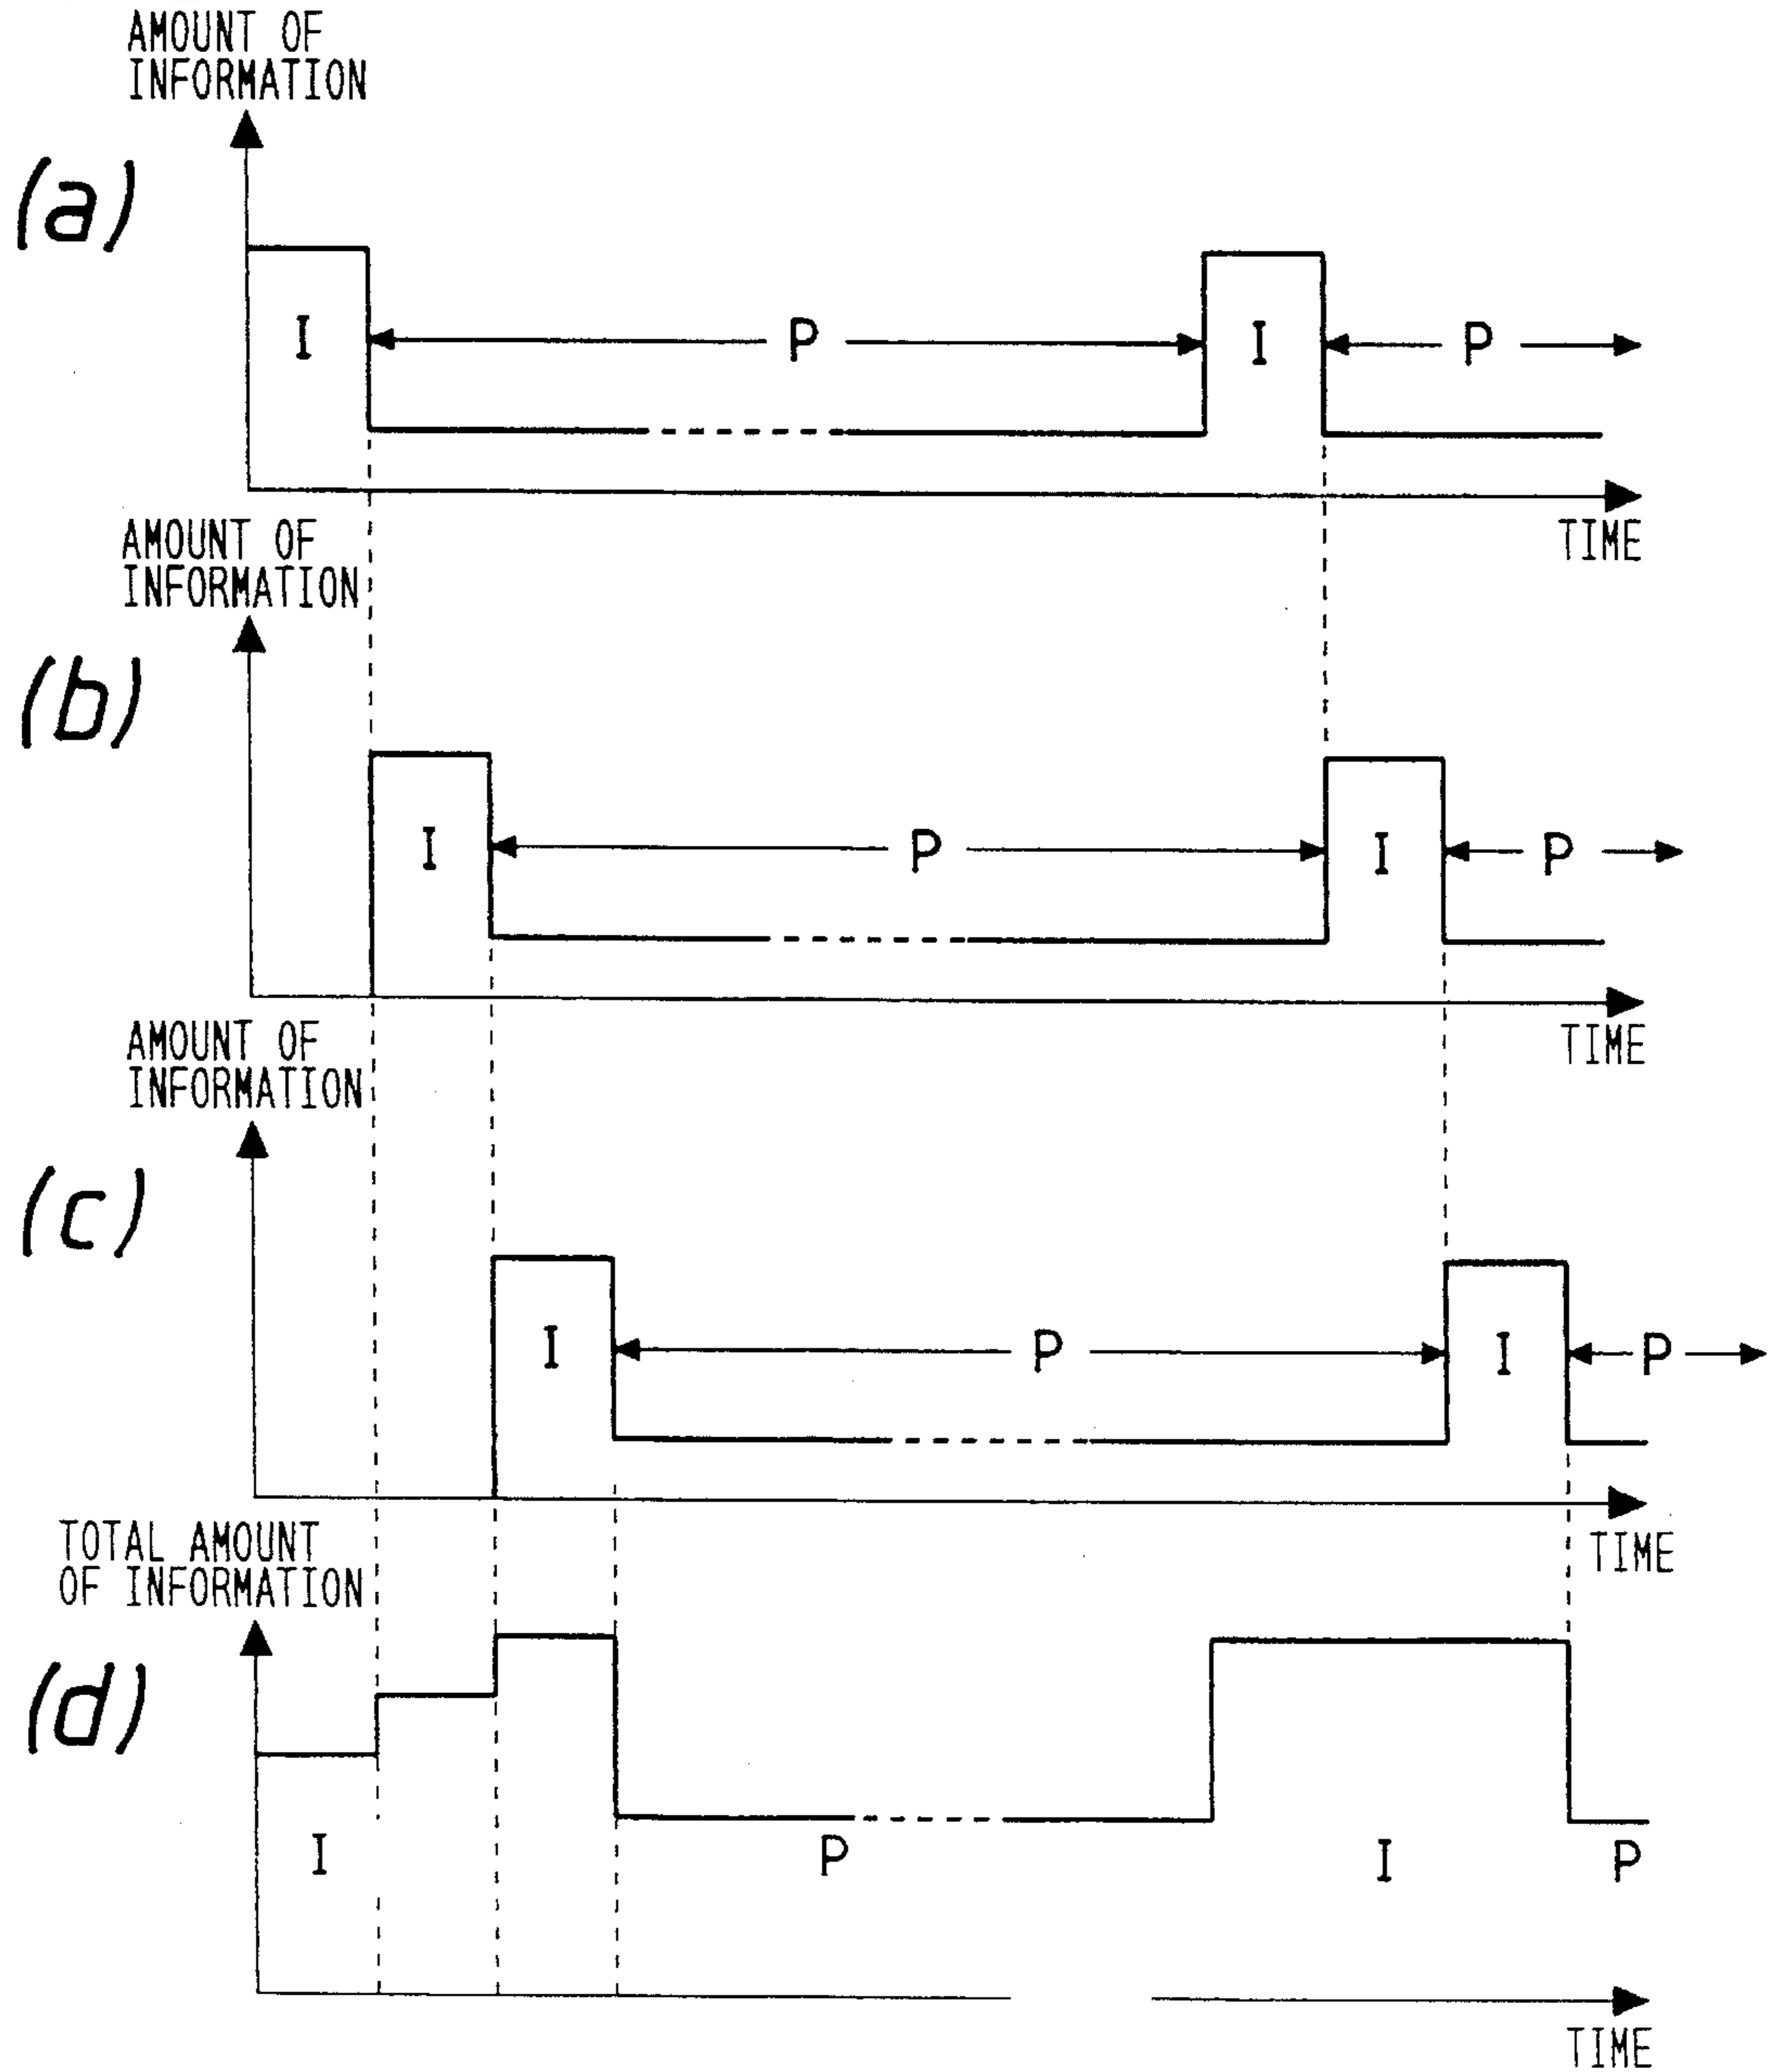 AMOUNT OF
INFORMATION
(a)
I
P
I
P
TIME
AMOUNT OF
INFORMATION
(b)
I
P
I
P
TIME
AMOUNT OF
INFORMATION
(c)
I
P
I
P
TIME
TOTAL AMOUNT
OF INFORMATION
(d)
I
P
I
P
TIME